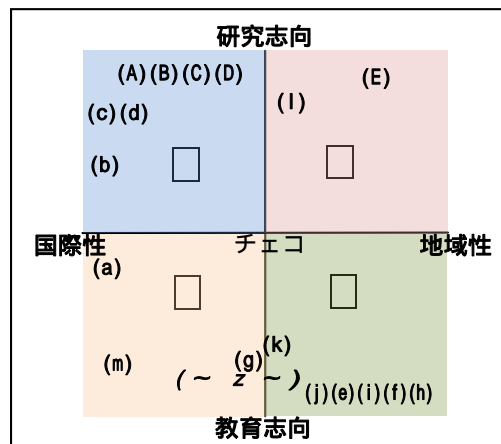 研究志向
(A)(B)(C)(D)
(E)
(l)
(c)(d)
(b)
国際性
チェコ
地域性
(a)
(k)
(g)
(m)
(~ z ~)
(j)(e)(i)(f)(h)
教育志向